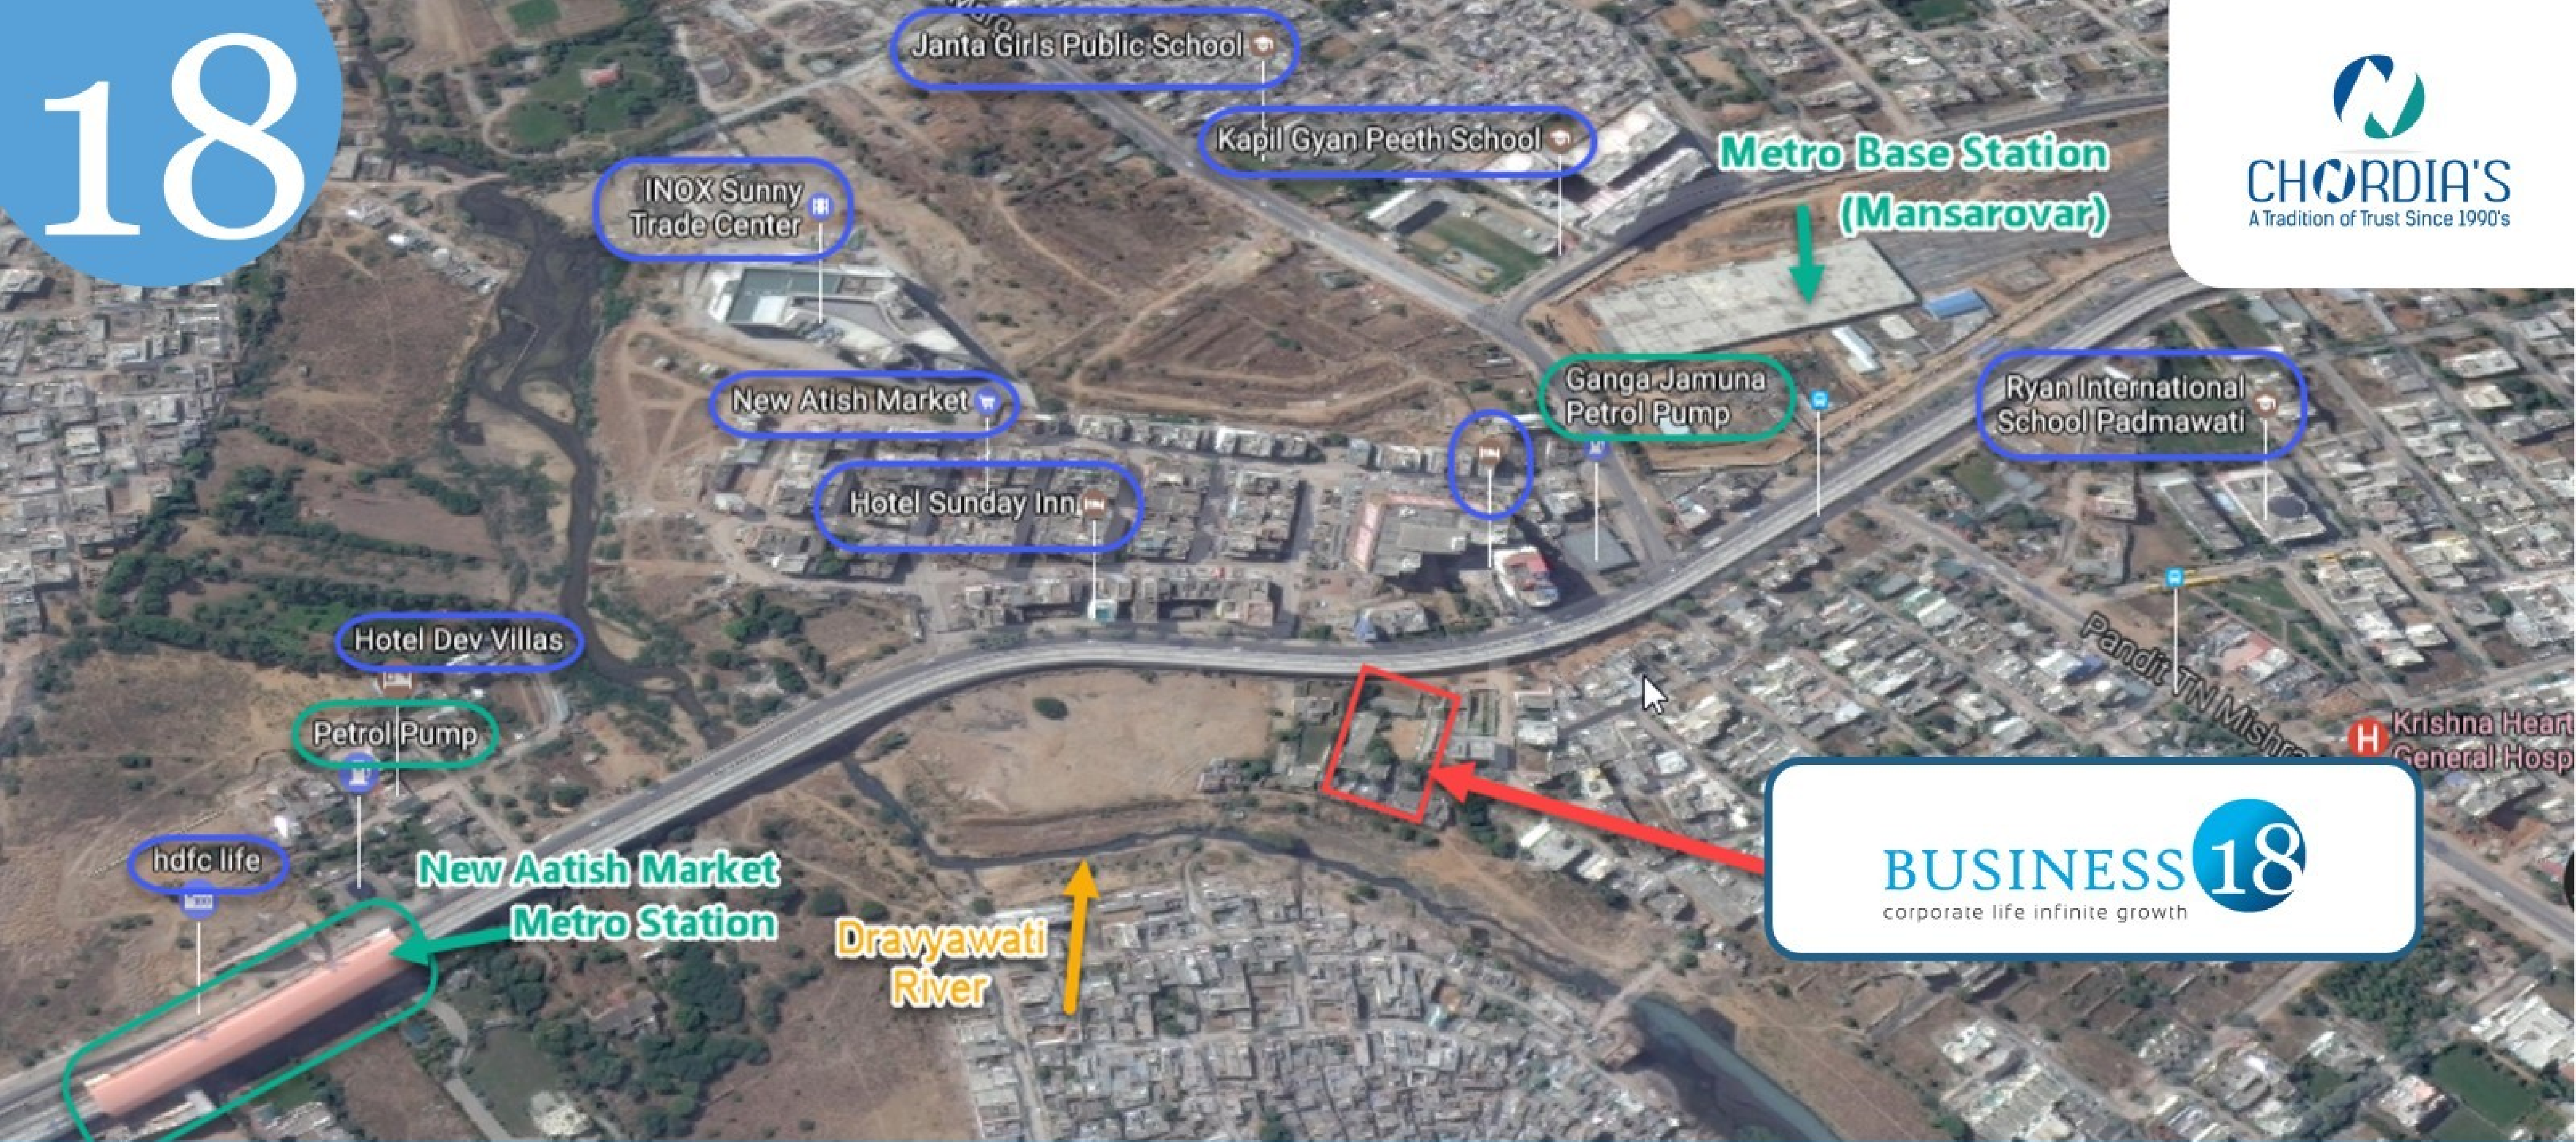 18
Marg
Janta Girls Public School
Kapil Gyan Peeth School
INOX Sunny
Trade Center
Metro Base Station
(Mansarovar)
CHORDIA'S
A Tradition of Trust Since 1990's
New Atish Market
Ganga Jamuna
Petrol Pump
Ryan International
School Padmawati
Hotel Sunday Inn
Hotel Dev Villas
Petrol Pump
Pandit TN Mishra
H
Krishna Heart
General Hosp
hdfc life
New Aatish Market
Metro Station
Dravyawati
River
BUSINESS 18
corporate life infinite growth